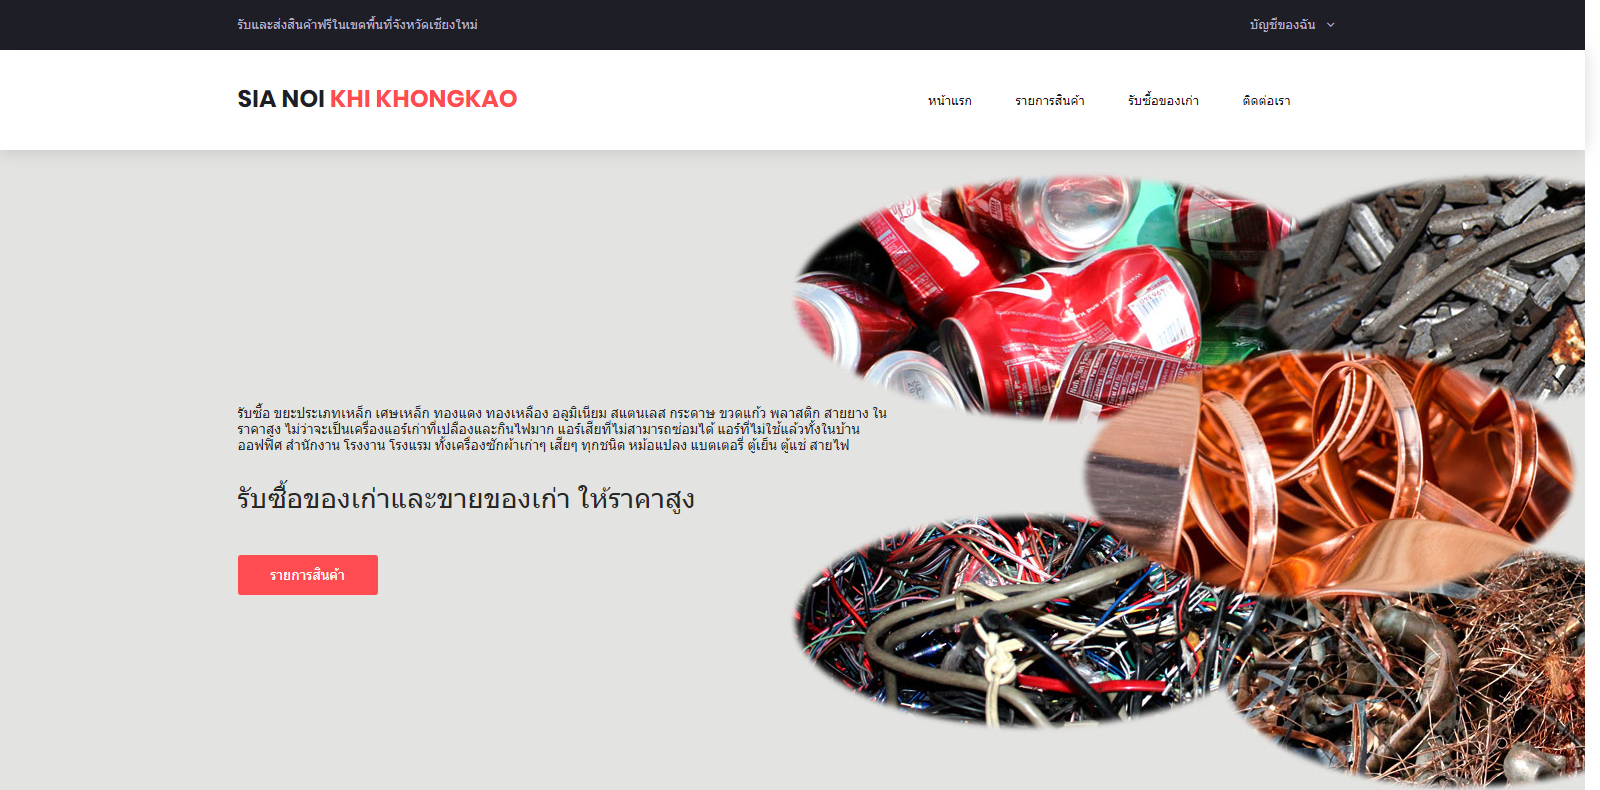 รับและส่งสินค้าฟรีในเขตพื้นที่จังหวัดเชียงใหม่
บัญชีของฉัน
SIA NOI KHI KHONGKAO
หน้าแรก
รายการสินค้า
รับซื้อของเก่า
ติดต่อเรา
รับซื้อ ขยะประเภทเหล็ก เศษเหล็ก ทองแดง ทองเหลือง อลูมิเนียม สแตนเลส กระดาษ ขวดแก้ว พลาสติก สายยาง ใน
ราคาสูง ไม่ว่าจะเป็นเครื่องแอร์เก่าที่เปลืองและกินไฟมาก แอร์เสียที่ไม่สามารถซ่อมได้ แอร์ที่ไม่ใช้แล้วทั้งในบ้าน
ออฟฟิศ สำนักงาน โรงงาน โรงแรม ทั้งเครื่องซักผ้าเก่าๆ เสียๆ ทุกชนิด หม้อแปลง แบตเตอรี่ ตู้เย็น ตู้แช่ สายไฟ
รับซื้อของเก่าและขายของเก่า ให้ราคาสูง
รายการสินค้า